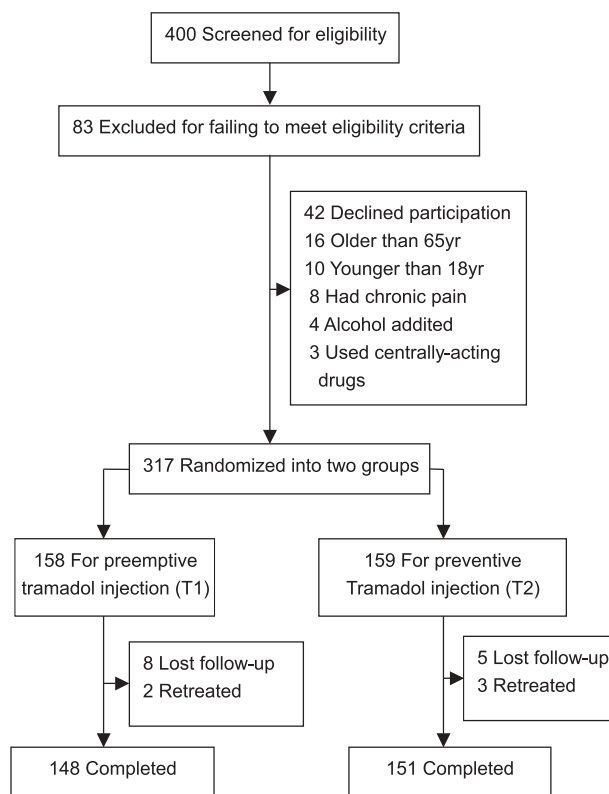 400 Screened for eligibility
83 Excluded for failing to meet eligibility criteria
42 Declined participation
16 Older than 65yr
10 Younger than 18yr
8 Had chronic pain
4 Alcohol addited
3 Used centrally-acting
drugs
317 Randomized into two groups
158 For preemptive
tramadol injection (T1)
159 For preventive
Tramadol injection (T2)
8 Lost follow-up
2 Retreated
5 Lost follow-up
3 Retreated
148 Completed
151 Completed